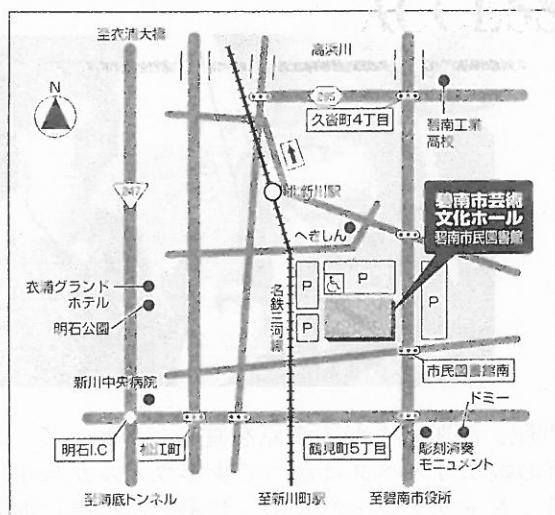 至衣浦大橋
高浜川
N
295
久沓町4丁目
碧南工業
高校
北新川駅
碧南市芸術
文化ホール
碧南市民図書館
247
へきしん
P
P
P
P
衣浦グランド
ホテル
明石公園
名鉄三河線
市民図書館南
新川中央病院
ドミー
明石I.C
松江町
鶴見町5丁目
彫刻演奏
モニュメント
至海底トンネル
至新川町駅
至碧南市役所